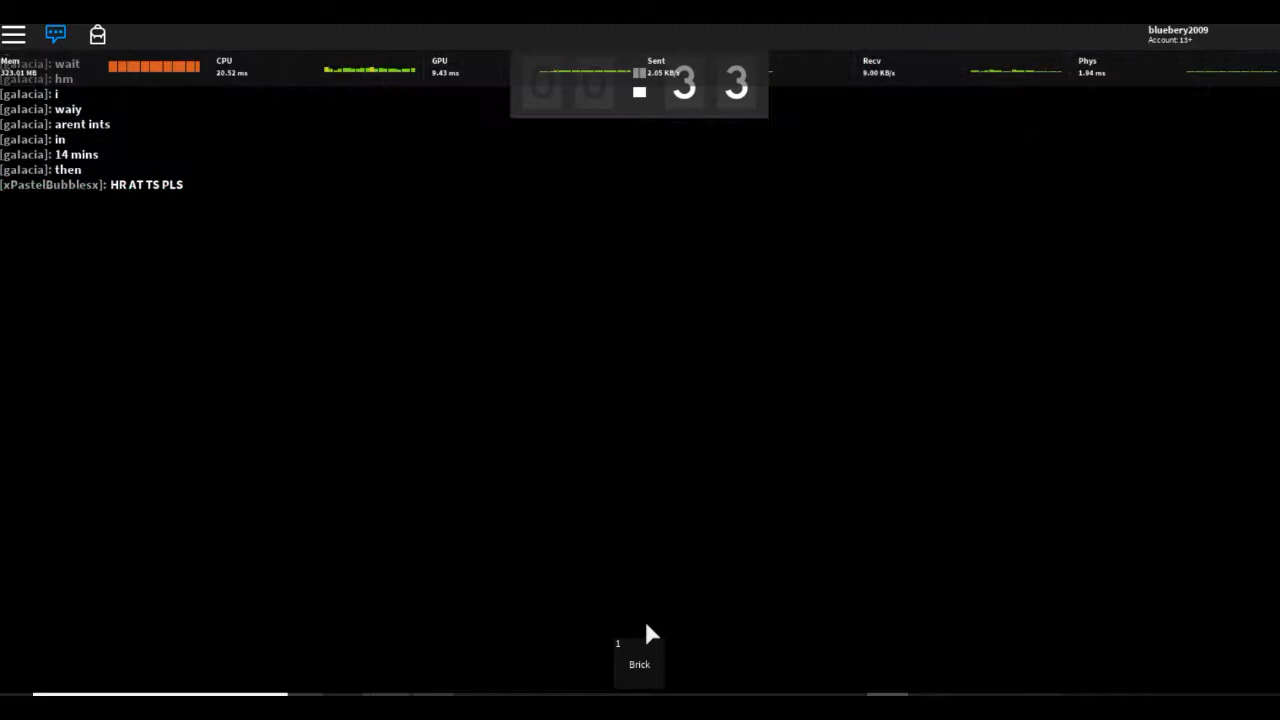 bluebery2009
Account: 13+
Mem
323.01 MB
CPU
20.52 ms
GPU
9.43 ms
Sent
2.05 KB/s
Recv
9.00 KB/s
Phys
1.94 ms
00:33
[galacia]: wait
[galacia]: hm
[galacia]: i
[galacia]: waiy
[galacia]: arent ints
[galacia]: in
[galacia]: 14 mins
[galacia]: then
[xPastelBubblesx]: HR AT TS PLS
1
Brick